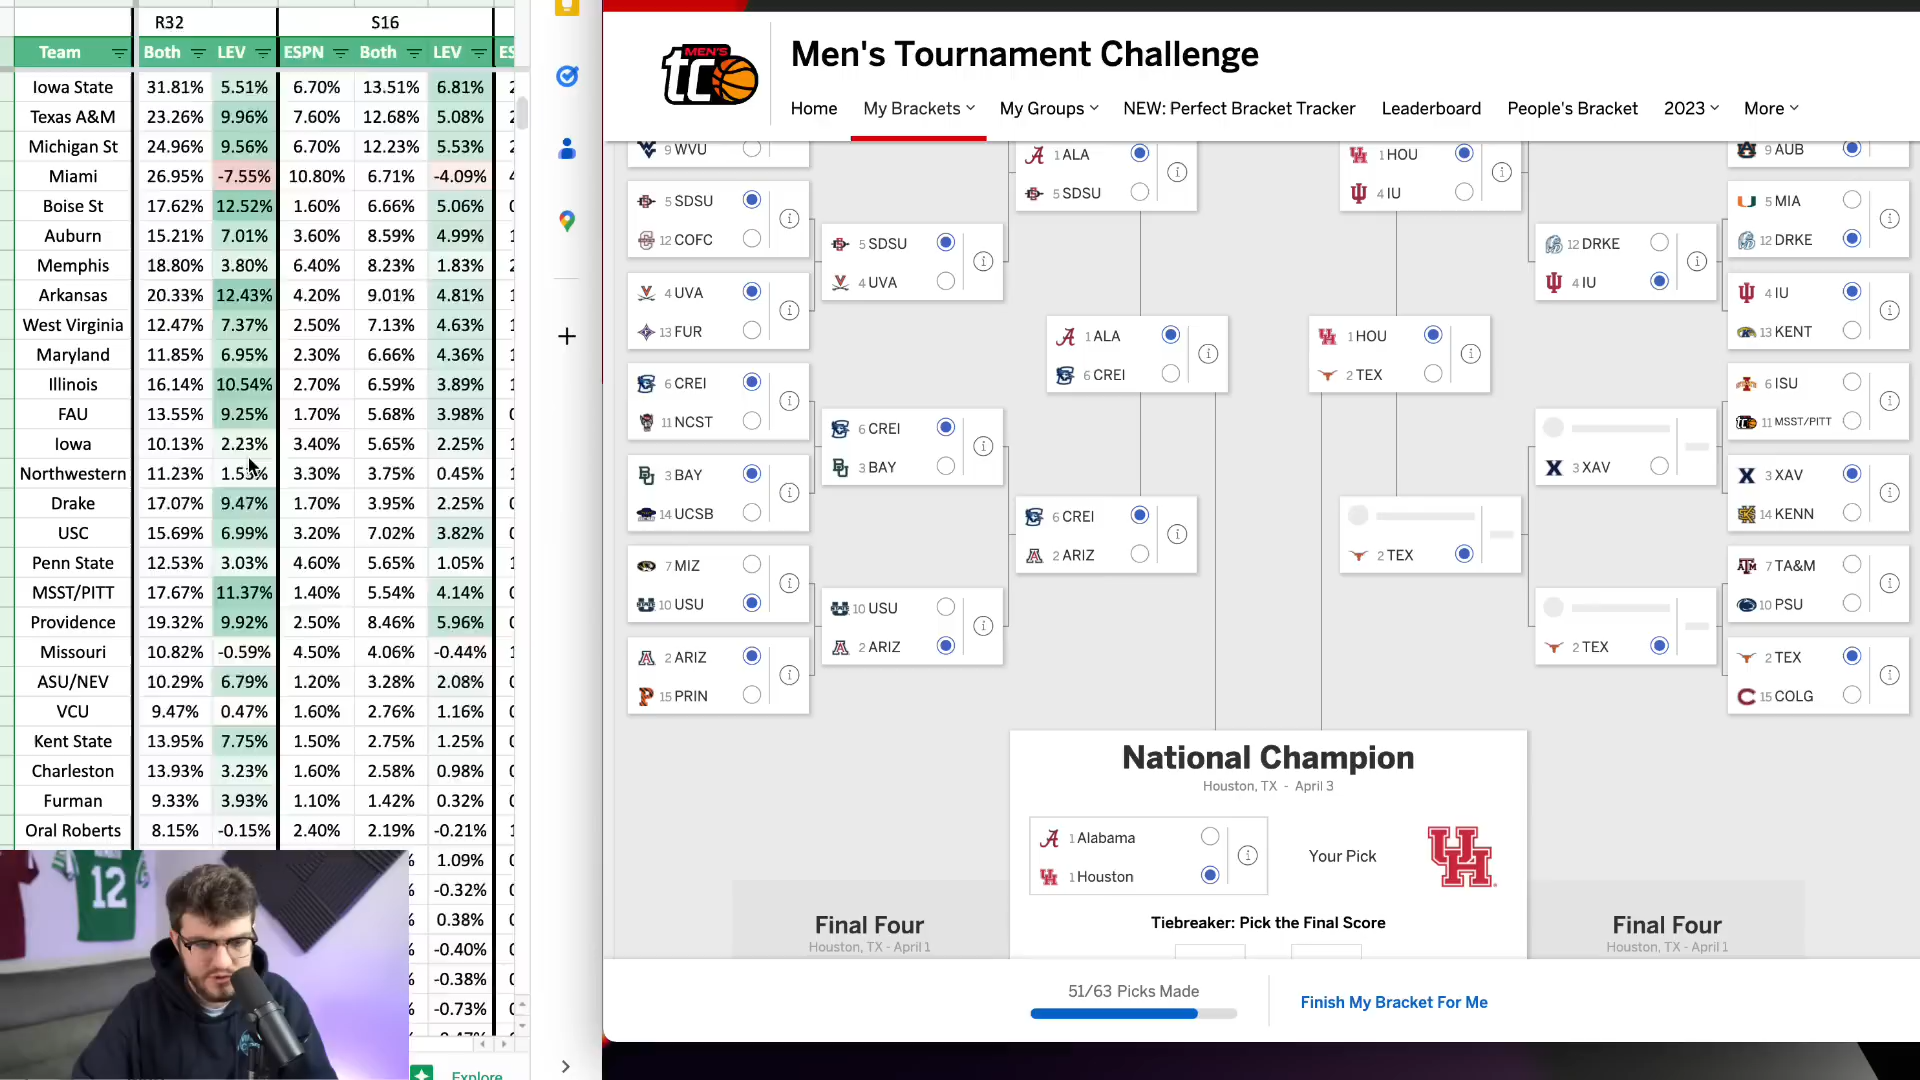 R32 S16
Team Both LEV ESPN Both LEV
Iowa State 31.81% 5.51% 6.70% 13.51% 6.81%
Texas A&M 23.26% 9.96% 7.60% 12.68% 5.08%
Michigan St 24.96% 9.56% 6.70% 12.23% 5.53%
Miami 26.95% -7.55% 10.80% 6.71% -4.09%
Boise St 17.62% 12.52% 1.60% 6.66% 5.06%
Auburn 15.21% 7.01% 3.60% 8.59% 4.99%
Memphis 18.80% 3.80% 6.40% 8.23% 1.83%
Arkansas 20.33% 12.43% 4.20% 9.01% 4.81%
West Virginia 12.47% 7.37% 2.50% 7.13% 4.63%
Maryland 11.85% 6.95% 2.30% 6.66% 4.36%
Illinois 16.14% 10.54% 2.70% 6.59% 3.89%
FAU 13.55% 9.25% 1.70% 5.68% 3.98%
Iowa 10.13% 2.23% 3.40% 5.65% 2.25%
Northwestern 11.23% 3.30% 3.75% 0.45%
Drake 17.07% 9.47% 1.70% 3.95% 2.25%
USC 15.69% 6.99% 3.20% 7.02% 3.82%
Penn State 12.53% 3.03% 4.60% 5.65% 1.05%
MSST/PITT 17.67% 11.37% 1.40% 5.54% 4.14%
Providence 19.32% 9.92% 2.50% 8.46% 5.96%
Missouri 10.82% -0.59% 4.50% 4.06% -0.44%
ASU/NEV 10.29% 6.79% 1.20% 3.28% 2.08%
VCU 9.47% 0.47% 1.60% 2.76% 1.16%
Kent State 13.95% 7.75% 1.50% 2.75% 1.25%
Charleston 13.93% 3.23% 1.60% 2.58% 0.98%
Furman 9.33% 3.93% 1.10% 1.42% 0.32%
Oral Roberts 8.15% -0.15% 2.40% 2.19% -0.21%
1.09%
-0.32%
0.38%
-0.40%
-0.38%
-0.73%
Explore
12
MEN'S
tc
Men's Tournament Challenge
Home My Brackets My Groups NEW: Perfect Bracket Tracker Leaderboard People's Bracket 2023 More
9 WVU
5 SDSU
12 COFC
4 UVA
13 FUR
6 CREI
11 NCST
3 BAY
14 UCSB
7 MIZ
10 USU
2 ARIZ
15 PRIN
5 SDSU
4 UVA
6 CREI
3 BAY
10 USU
2 ARIZ
1 ALA
5 SDSU
6 CREI
2 ARIZ
1 ALA
6 CREI
1 HOU
2 TEX
1 HOU
4 IU
2 TEX
12 DRKE
4 IU
3 XAV
2 TEX
9 AUB
5 MIA
12 DRKE
4 IU
13 KENT
6 ISU
11 MSST/PITT
3 XAV
14 KENN
7 TA&M
10 PSU
2 TEX
15 COLG
National Champion
Houston, TX - April 3
1 Alabama
1 Houston
Your Pick
Tiebreaker: Pick the Final Score
Final Four
Houston, TX - April 1
Final Four
Houston, TX - April 1
51/63 Picks Made
Finish My Bracket For Me